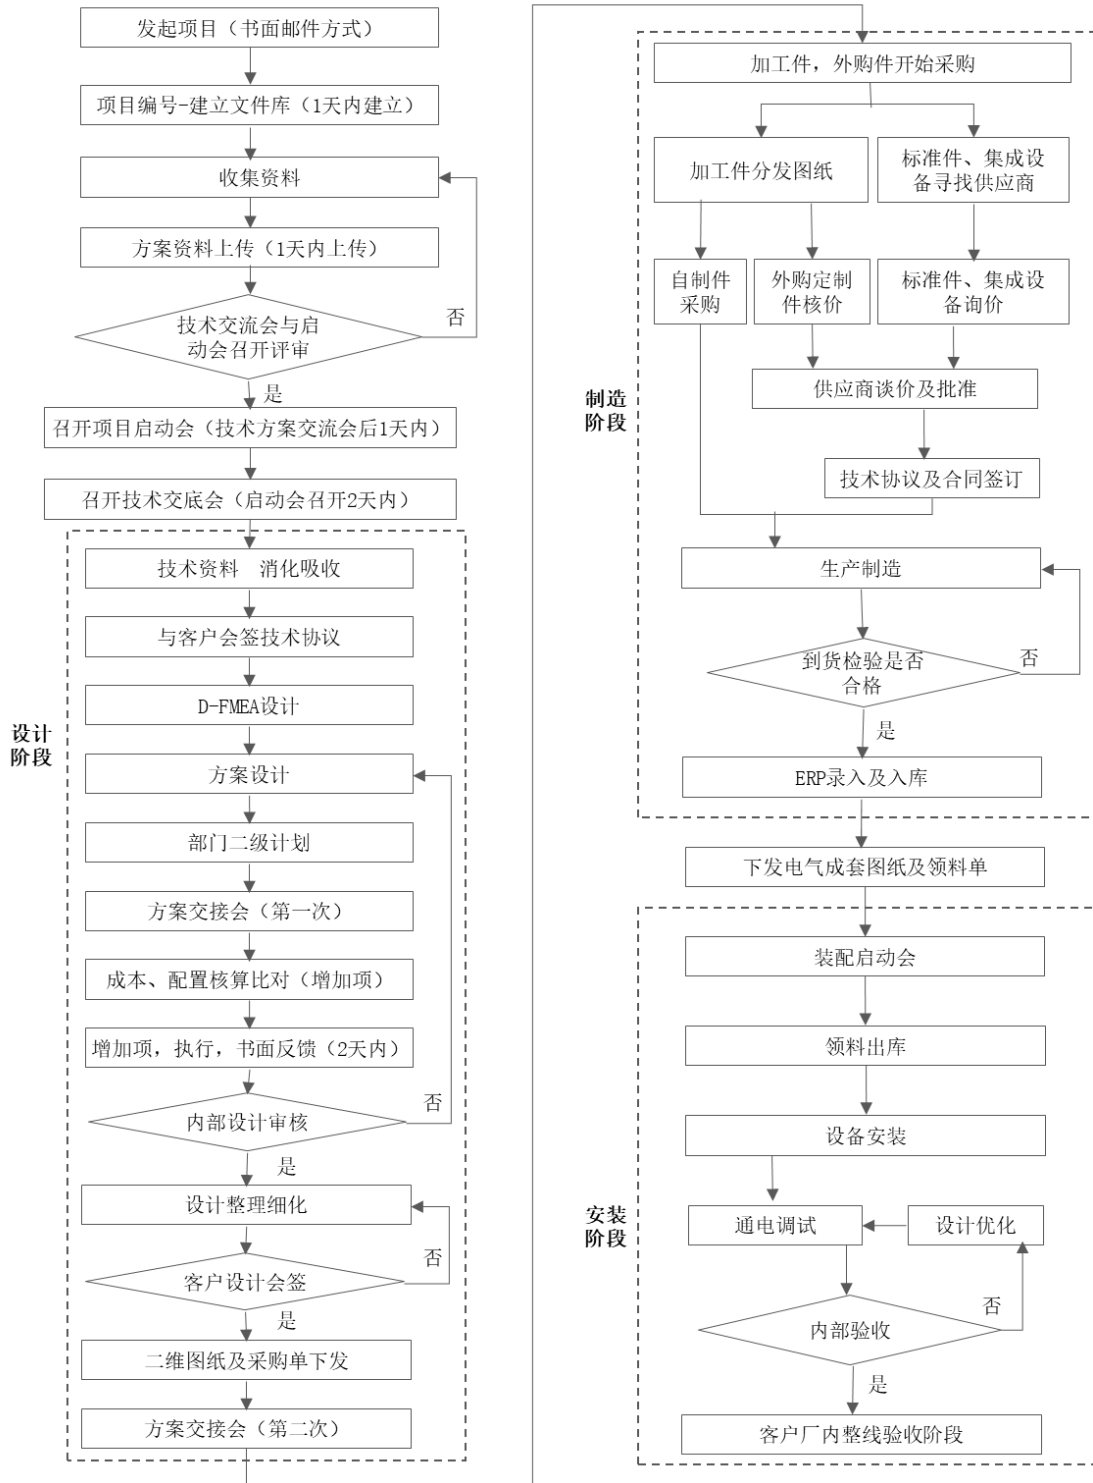 发起项目（书面邮件方式）
项目编号-建立文件库（1天内建立）
收集资料
方案资料上传（1天内上传）
技术交流会与启
动会召开评审
否
是
召开项目启动会（技术方案交流会后1天内）
召开技术交底会（启动会召开2天内）
设计
阶段
技术资料　消化吸收
与客户会签技术协议
D-FMEA设计
方案设计
部门二级计划
方案交接会（第一次）
成本、配置核算比对（增加项）
增加项，执行，书面反馈（2天内）
内部设计审核
否
是
设计整理细化
客户设计会签
否
是
二维图纸及采购单下发
方案交接会（第二次）
制造
阶段
加工件，外购件开始采购
加工件分发图纸
标准件、集成设
备寻找供应商
自制件
采购
外购定制
件核价
标准件、集成设
备询价
供应商谈价及批准
技术协议及合同签订
生产制造
到货检验是否
合格
否
是
ERP录入及入库
下发电气成套图纸及领料单
安装
阶段
装配启动会
领料出库
设备安装
通电调试
设计优化
内部验收
否
是
客户厂内整线验收阶段